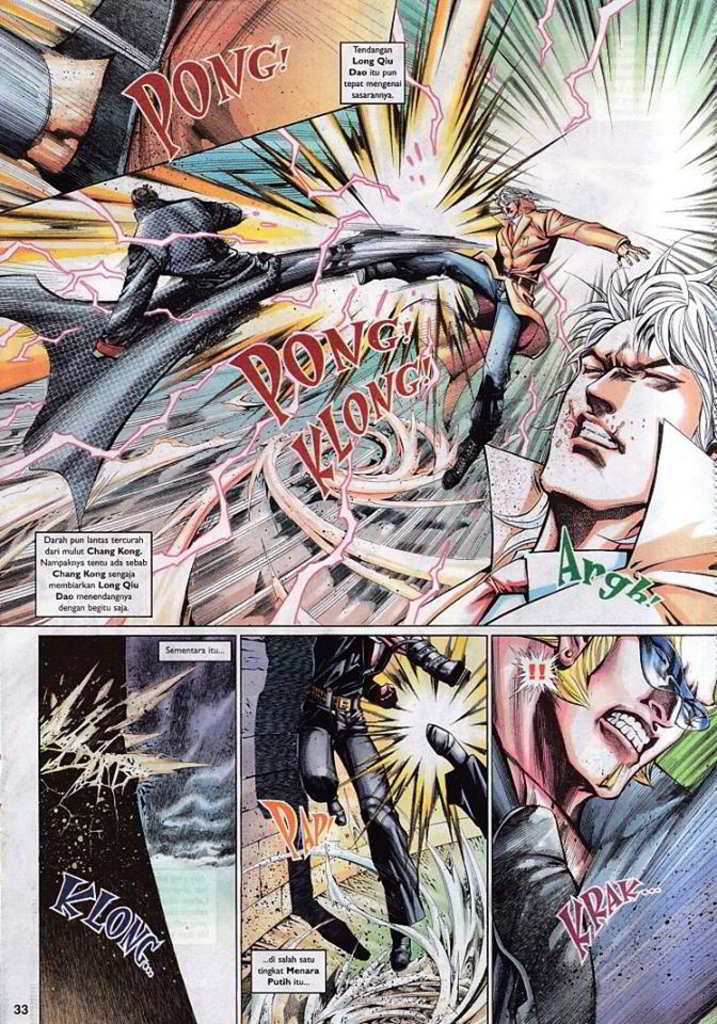 PONG!
Tendangan
Long Qiu
Dao itu pun
tepat mengenai
sasarannya.
PONG!
KLONG!
Darah pun lantas tercurah
dari mulut Chang Kong.
Nampaknya tentu ada sebab
Chang Kong sengaja
membiarkan Long Qiu
Dao menendangnya
dengan begitu saja.
Argh!
Sementara itu...
KLONG...
PAP!
...di salah satu
tingkat Menara
Putih itu...
!!
KRAK...
33